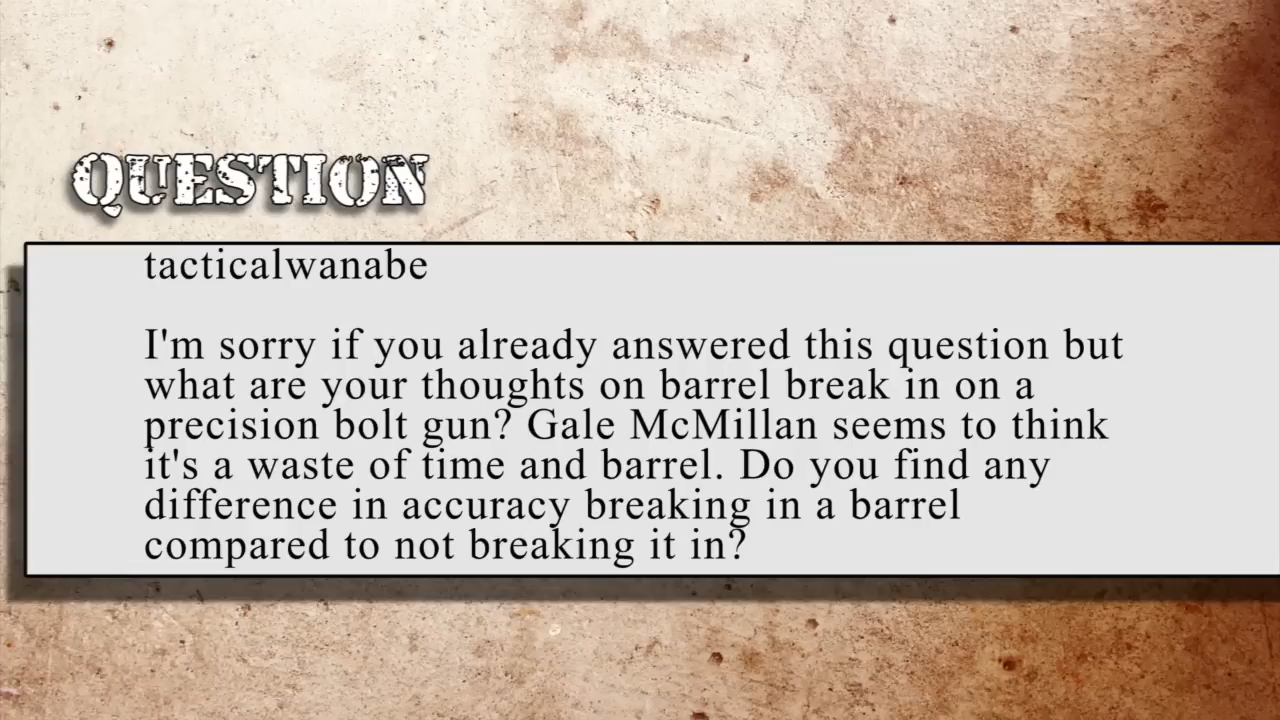 QUESTION
tacticalwanabe
I'm sorry if you already answered this question but
what are your thoughts on barrel break in on a
precision bolt gun? Gale McMillan seems to think
it's a waste of time and barrel. Do you find any
difference in accuracy breaking in a barrel
compared to not breaking it in?